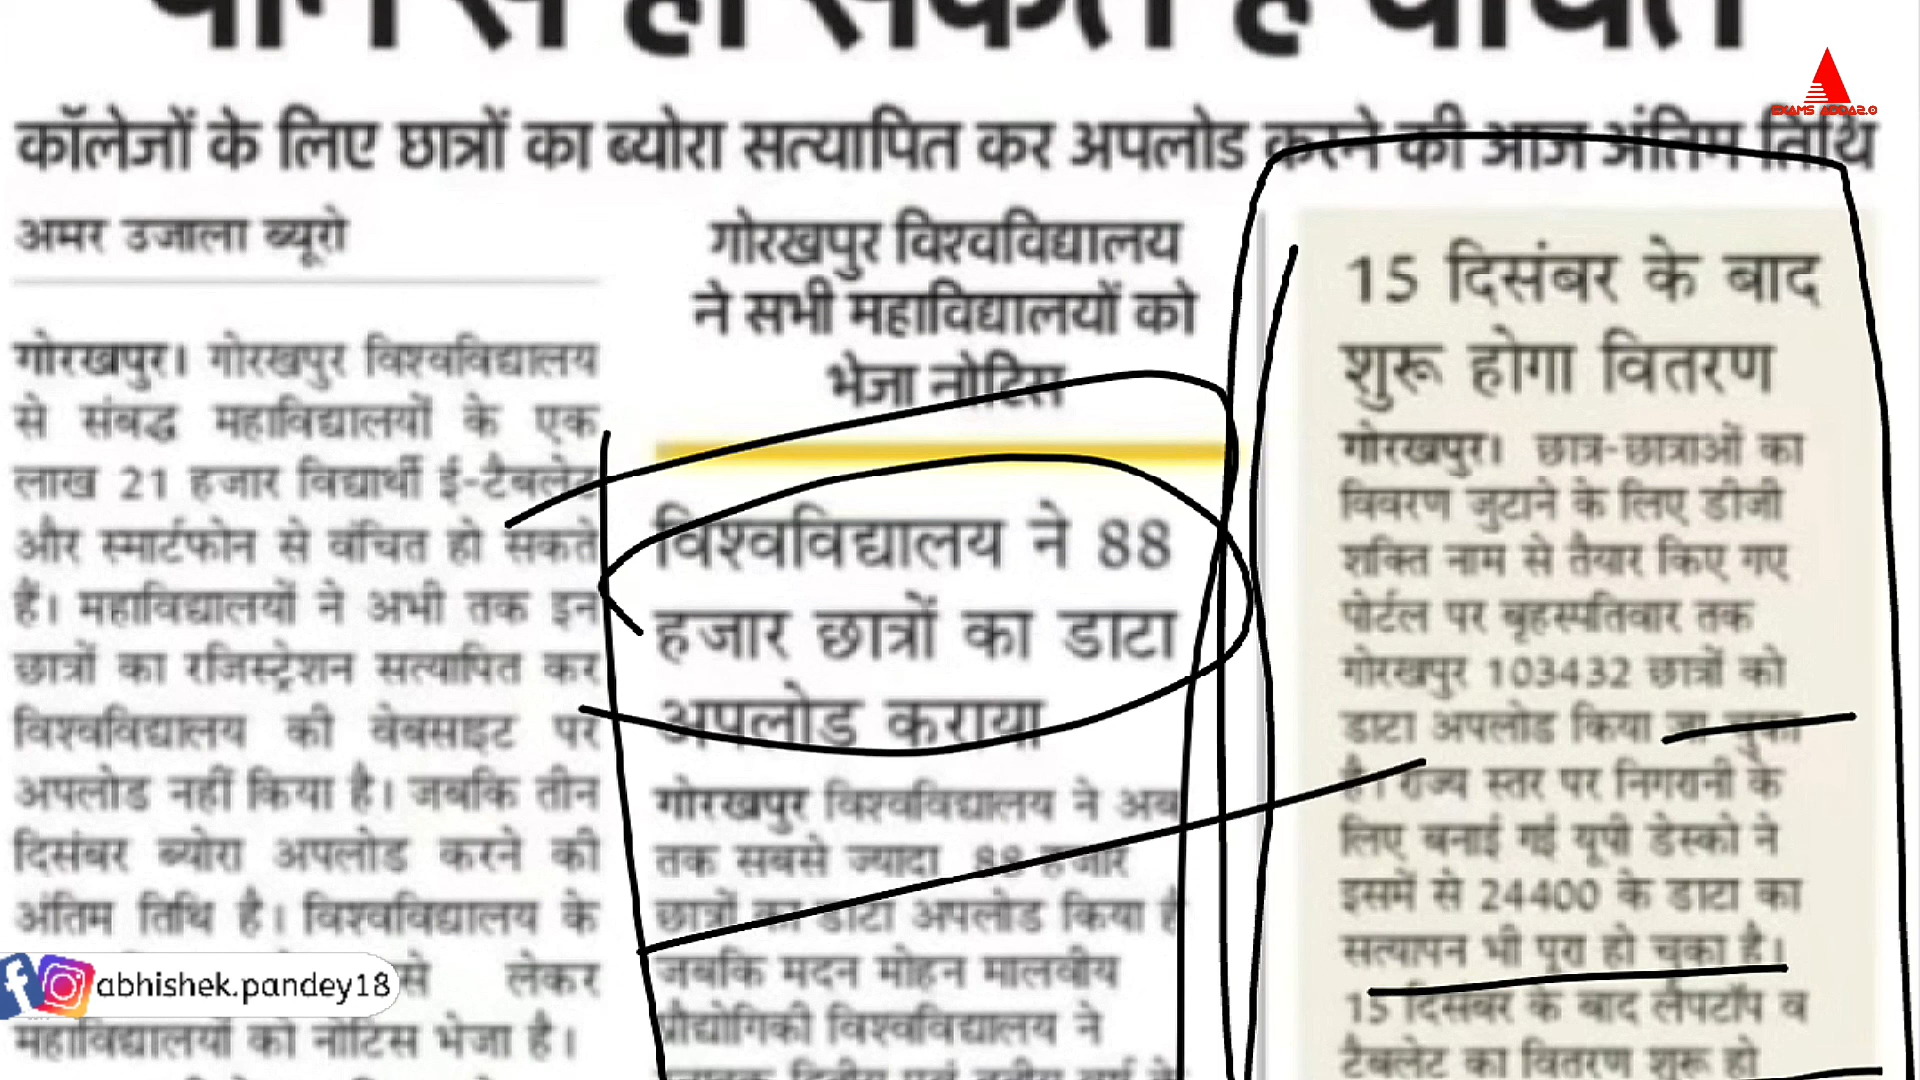 कॉलेजों के लिए छात्रों का ब्योरा सत्यापित कर अपलोड करने की आज अंतिम तिथि
EXAMS ADDA2.0
अमर उजाला ब्यूरो
गोरखपुर। गोरखपुर विश्वविद्यालय
से संबद्ध महाविद्यालयों के एक
लाख 21 हजार विद्यार्थी ई-टैबलेट
और स्मार्टफोन से वंचित हो सकते
हैं। महाविद्यालयों ने अभी तक इन
छात्रों का रजिस्ट्रेशन सत्यापित कर
विश्वविद्यालय की वेबसाइट पर
अपलोड नहीं किया है। जबकि तीन
दिसंबर ब्योरा अपलोड करने की
अंतिम तिथि है। विश्वविद्यालय के
से लेकर
महाविद्यालयों को नोटिस भेजा है।
abhishek.pandey18
गोरखपुर विश्वविद्यालय
ने सभी महाविद्यालयों को
भेजा नोटिस
विश्वविद्यालय ने 88
हजार छात्रों का डाटा
अपलोड कराया
गोरखपुर विश्वविद्यालय ने अब
तक सबसे ज्यादा 88 हजार
छात्रों का डाटा अपलोड किया है
जबकि मदन मोहन मालवीय
प्रौद्योगिकी विश्वविद्यालय ने
15 दिसंबर के बाद
शुरू होगा वितरण
गोरखपुर। छात्र-छात्राओं का
विवरण जुटाने के लिए डीजी
शक्ति नाम से तैयार किए गए
पोर्टल पर बृहस्पतिवार तक
गोरखपुर 103432 छात्रों को
डाटा अपलोड किया जा चुका
है। राज्य स्तर पर निगरानी के
लिए बनाई गई यूपी डेस्को ने
इसमें से 24400 के डाटा का
सत्यापन भी पूरा हो चुका है।
15 दिसंबर के बाद लैपटॉप व
टैबलेट का वितरण शुरू हो